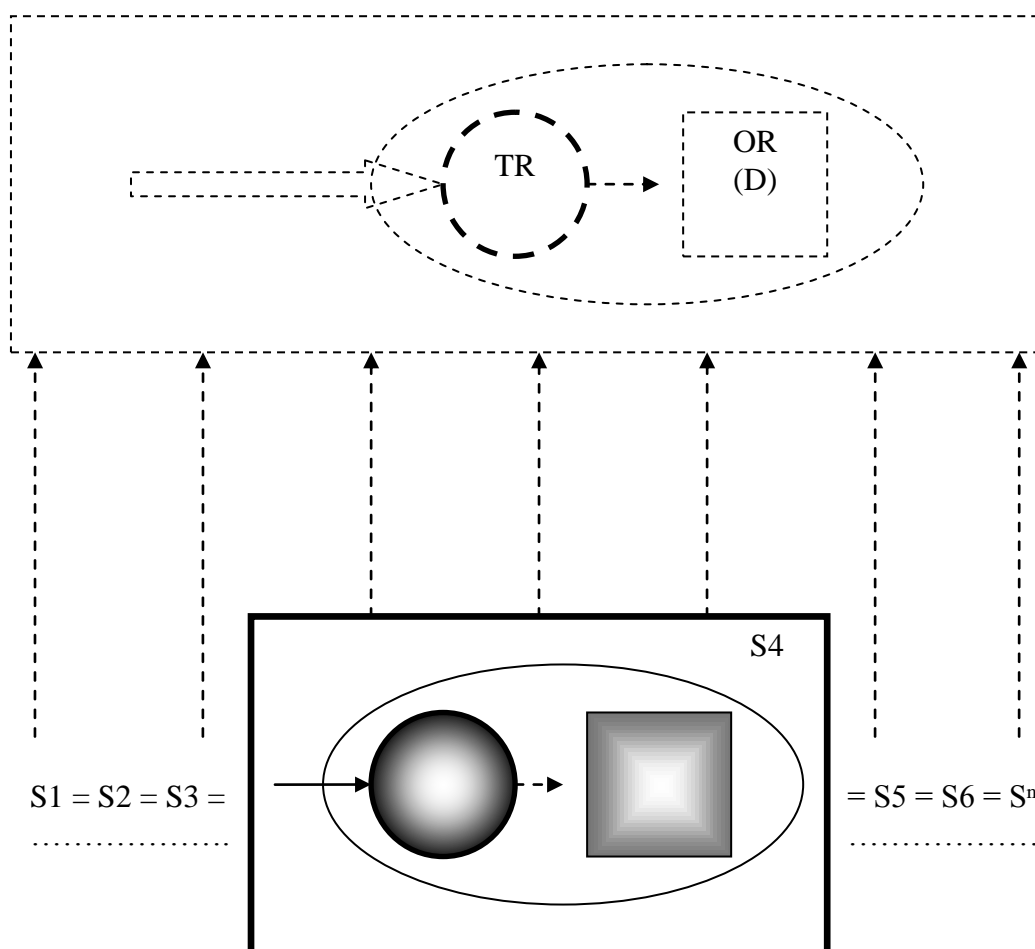 TR
OR
(D)
S4
S1 = S2 = S3 =
= S5 = S6 = Sⁿ